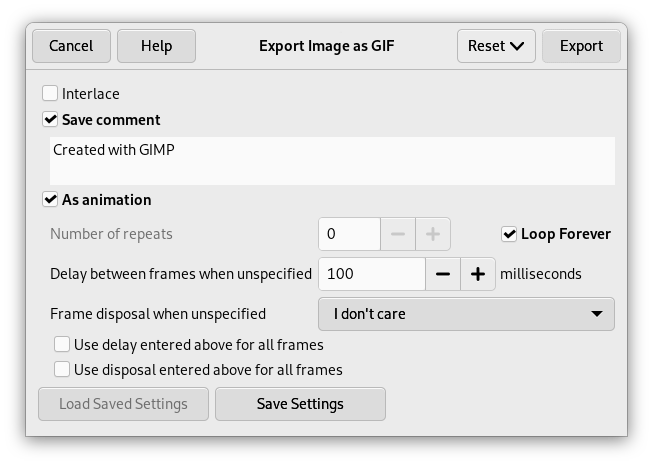 Cancel Help Export Image as GIF Reset Export
Interlace
Save comment
Created with GIMP
As animation
Number of repeats 0 Loop Forever
Delay between frames when unspecified 100 milliseconds
Frame disposal when unspecified I don't care
Use delay entered above for all frames
Use disposal entered above for all frames
Load Saved Settings Save Settings